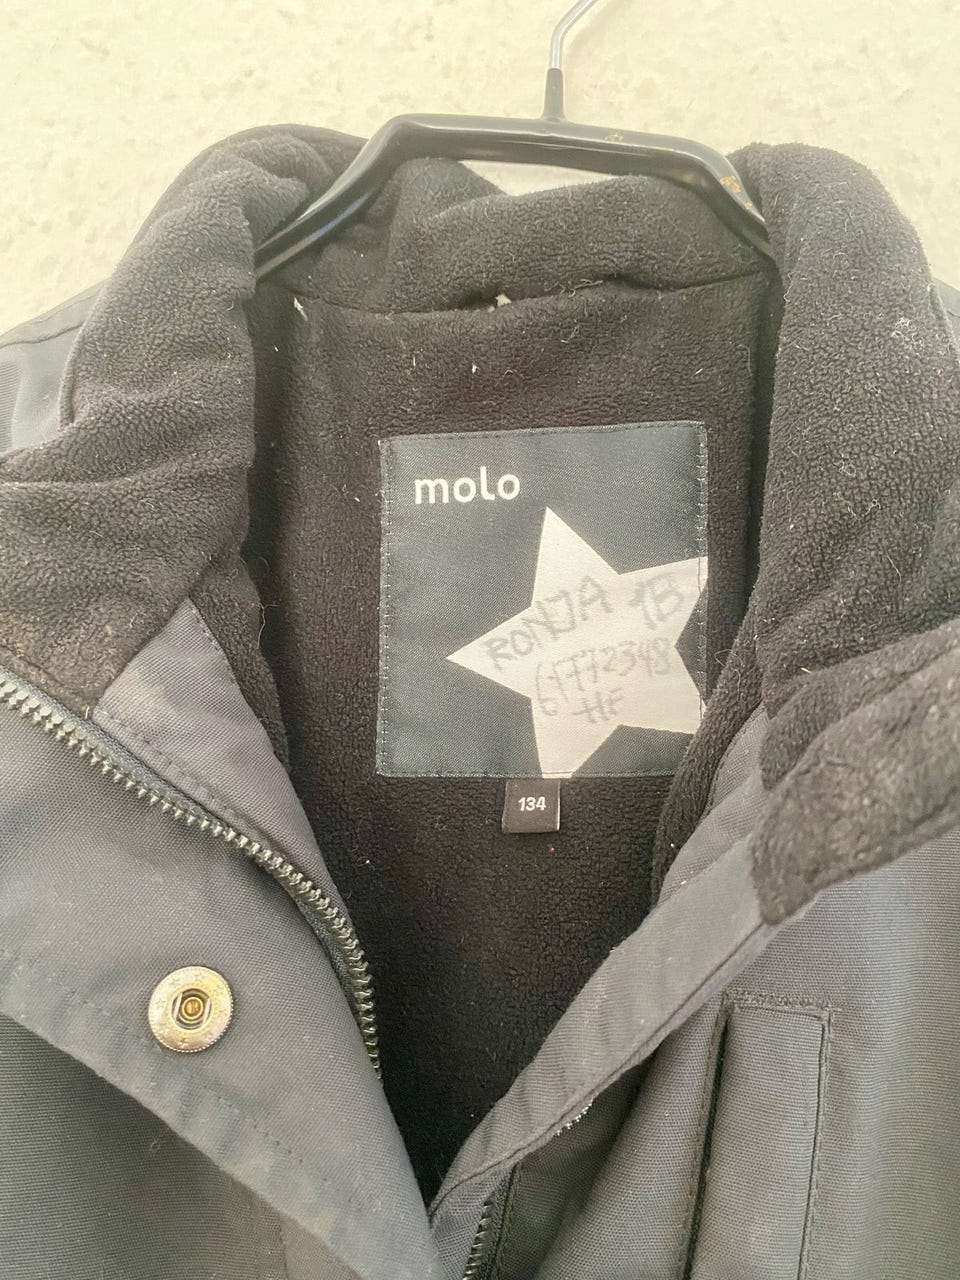 molo
RONJA 1B
61772348
HF
134